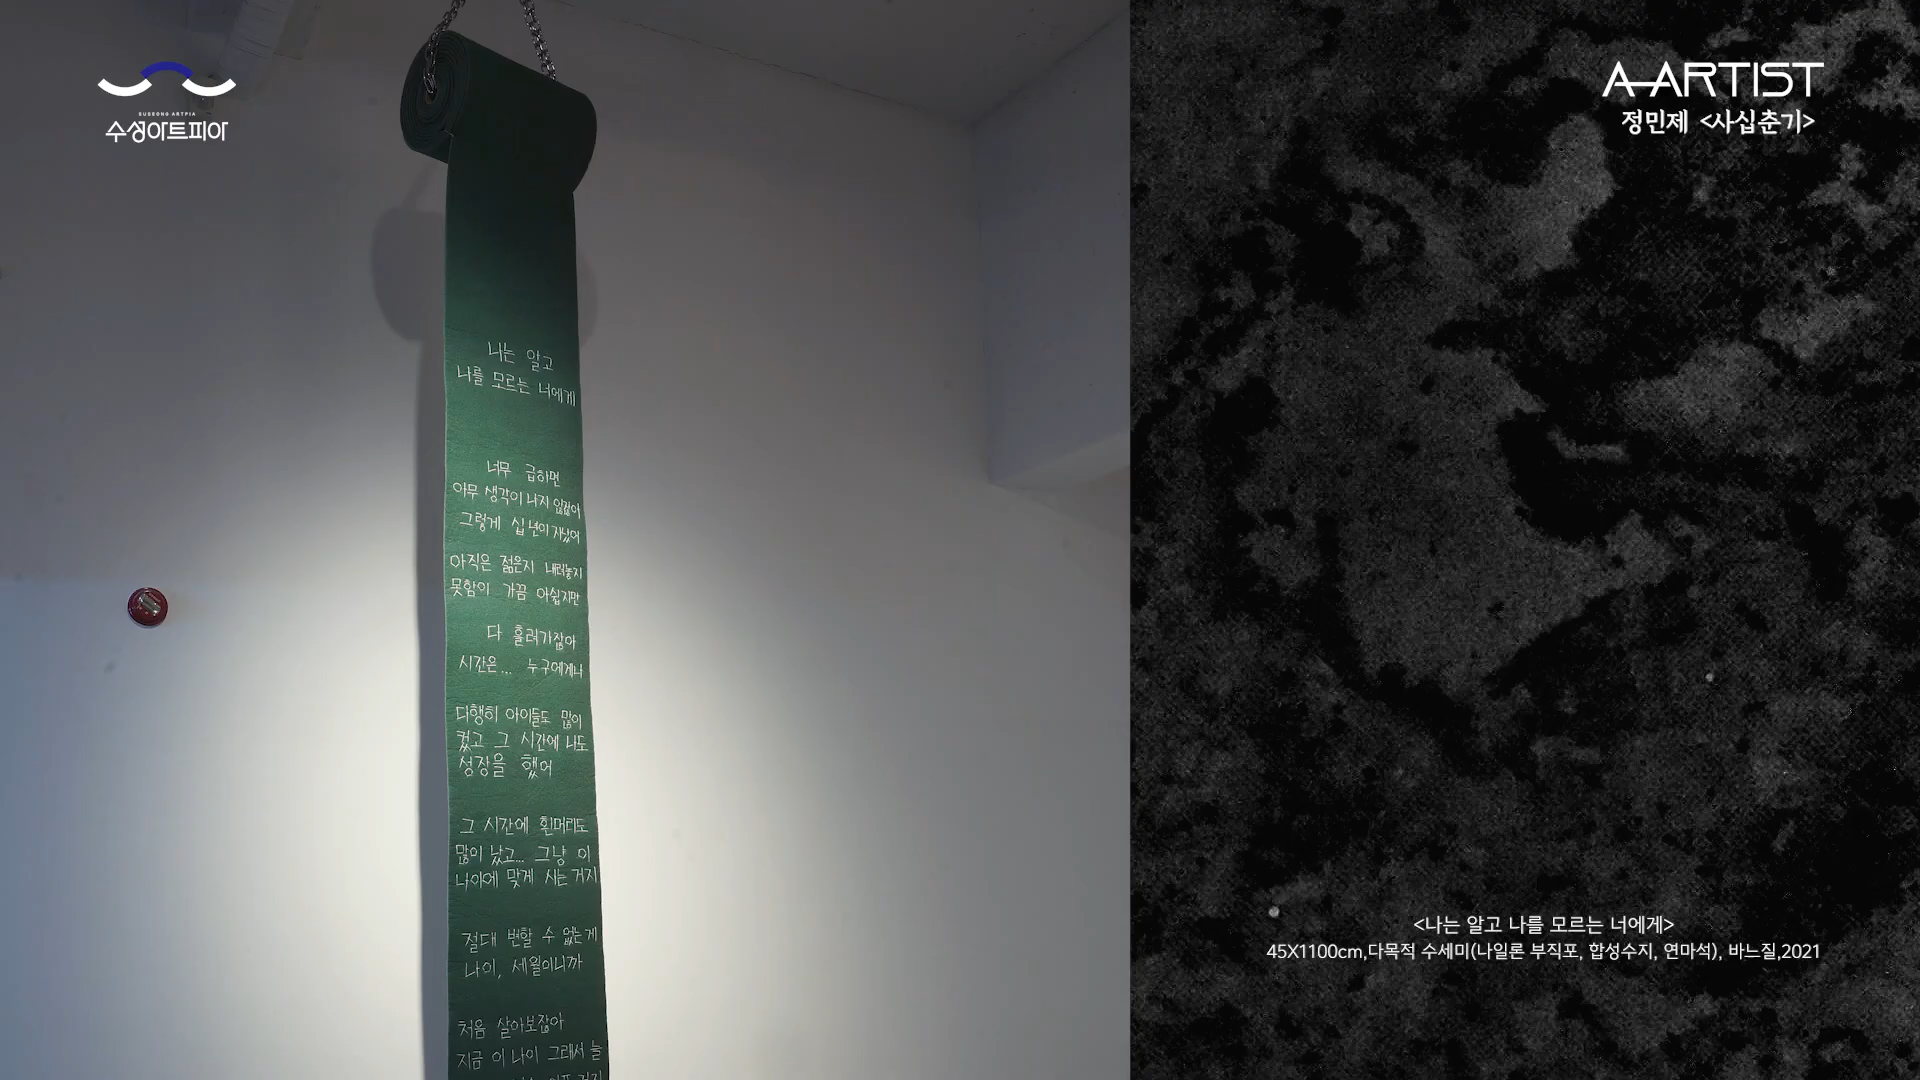 SUSEONG ARTPIA
수성아트피아
A-ARTIST
정민제 <사십춘기>
나는 알고
나를 모르는 너에게
너무 급하면
아무 생각이 나지 않잖아
그렇게 십 년이 지났어
아직은 젊은지 내려놓지
못함이 가끔 아쉽지만
다 흘러가잖아
시간은... 누구에게나
다행히 아이들도 많이
컸고 그 시간에 나도
성장을 했어
그 시간에 흰머리도
많이 났고... 그냥 이
나이에 맞게 사는거지
절대 변할 수 없는게
나이, 세월이니까
처음 살아보잖아
지금 이 나이 그래서 늘
<나는 알고 나를 모르는 너에게>
45X1100cm,다목적 수세미(나일론 부직포, 합성수지, 연마석), 바느질,2021